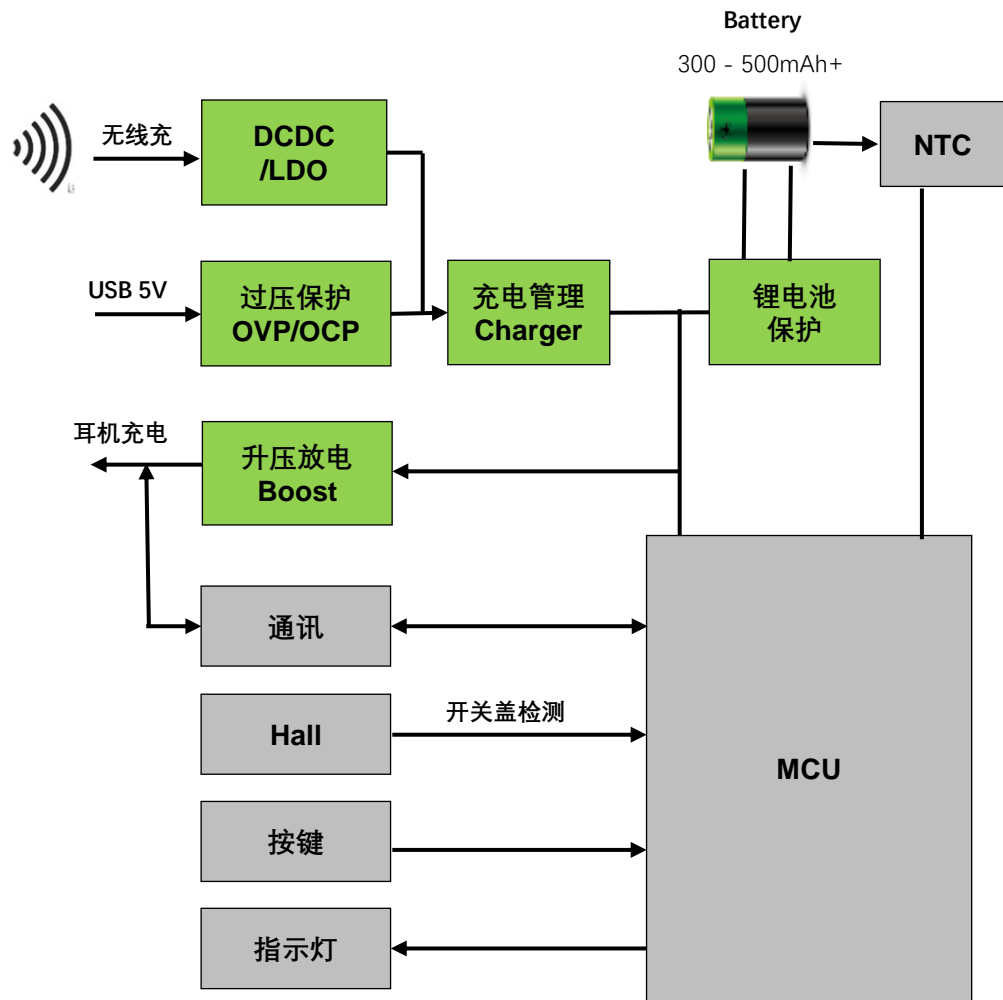 Battery
300 - 500mAh+
无线充
DCDC
/LDO
NTC
USB 5V
过压保护
OVP/OCP
充电管理
Charger
锂电池
保护
耳机充电
升压放电
Boost
通讯
Hall
开关盖检测
MCU
按键
指示灯